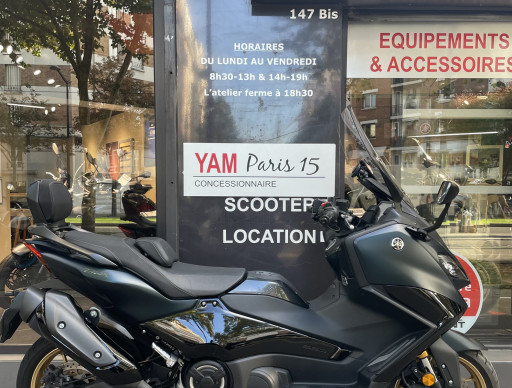 147 Bis
HORAIRES
DU LUNDI AU VENDREDI
8h30-13h & 14h-19h
L'atelier ferme à 18h30
EQUIPEMENTS
& ACCESSOIRES
YAM Paris 15
CONCESSIONNAIRE
SCOOTER
LOCATION